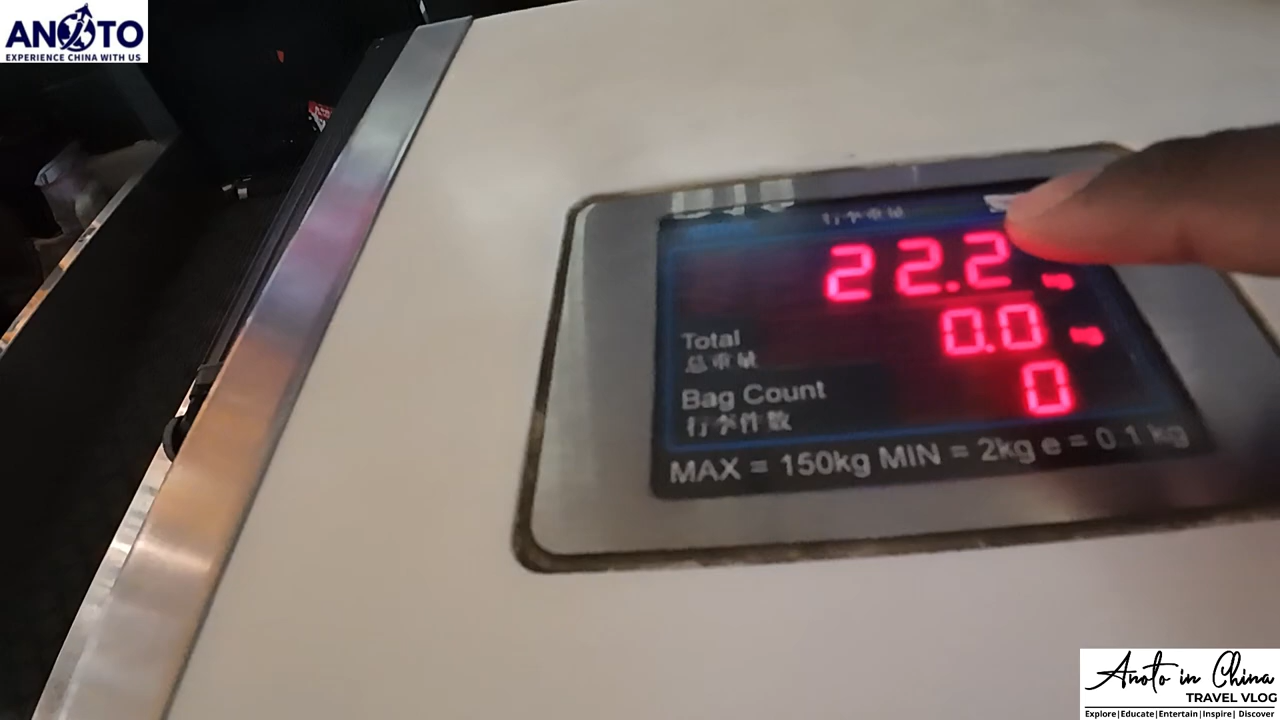 ANOTO
EXPERIENCE CHINA WITH US
行李重量
22.2
Total
总重量
0.0
Bag Count
行李件数
0
MAX = 150kg MIN = 2kg e = 0.1 kg
Anoto in China
TRAVEL VLOG
Explore|Educate|Entertain|Inspire| Discover